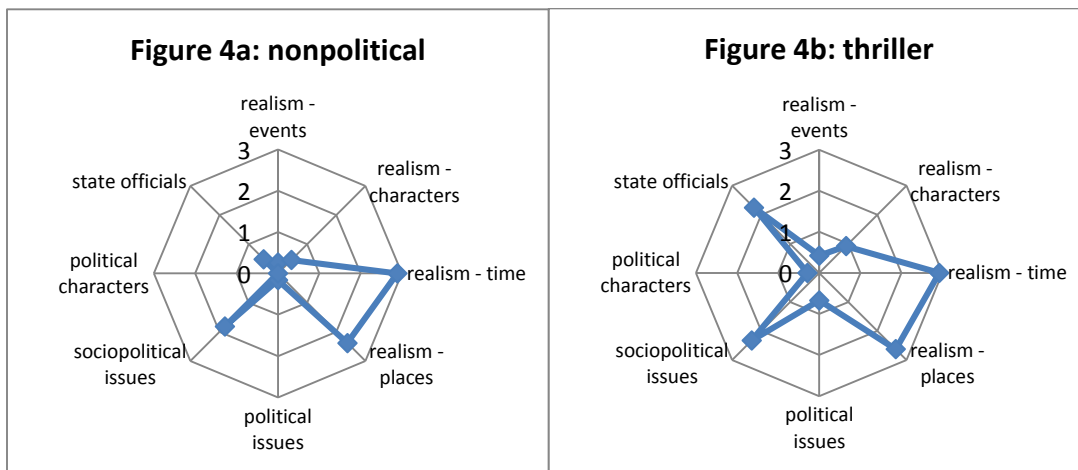 Figure 4a: nonpolitical
realism -
events
3
state officials
realism -
characters
2
1
political
characters
0
realism - time
sociopolitical
issues
realism -
places
political
issues
Figure 4b: thriller
realism -
events
3
state officials
realism -
characters
2
1
political
characters
0
realism - time
sociopolitical
issues
realism -
places
political
issues